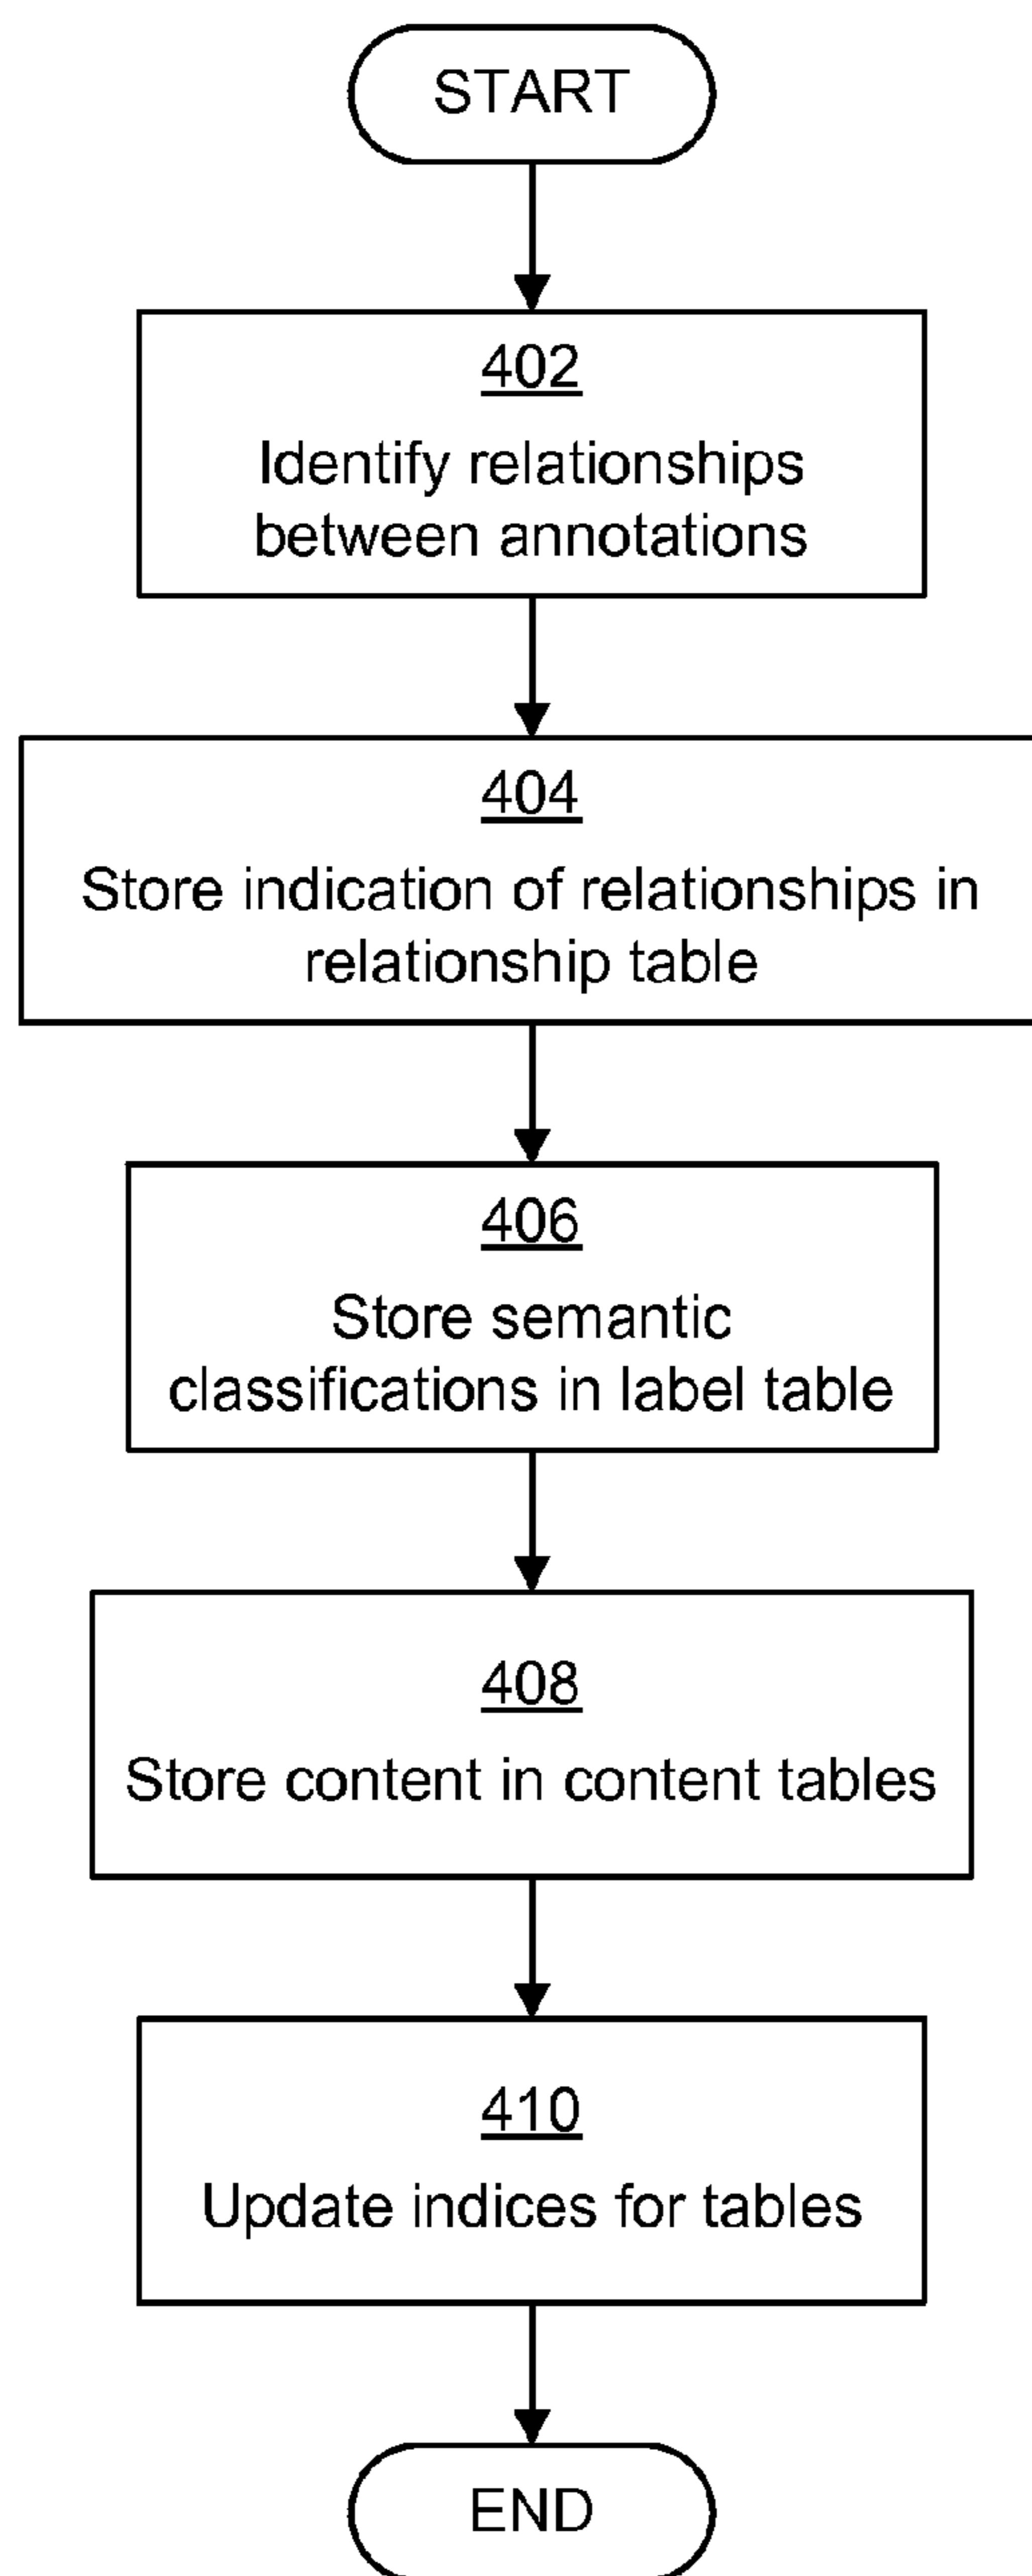 START
402
Identify relationships
between annotations
404
Store indication of relationships in
relationship table
406
Store semantic
classifications in label table
408
Store content in content tables
410
Update indices for tables
END